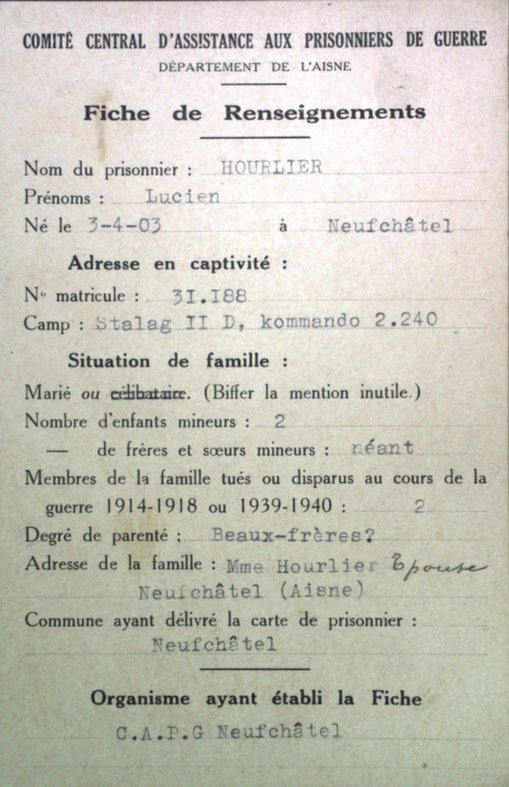 COMITÉ CENTRAL D'ASSISTANCE AUX PRISONNIERS DE GUERRE
DÉPARTEMENT DE L'AISNE
Fiche de Renseignements
Nom du prisonnier : HOURLIER
Prénoms : Lucien
Né le 3-4-03 à Neufchâtel
Adresse en captivité :
No matricule : 3I.I88
Camp : Stalag II D, kommando 2.240
Situation de famille :
Marié ou célibataire. (Biffer la mention inutile.)
Nombre d'enfants mineurs : 2
— de frères et sœurs mineurs : néant
Membres de la famille tués ou disparus au cours de la
guerre 1914-1918 ou 1939-1940 : 2
Degré de parenté : Beaux-frères?
Adresse de la famille : Mme Hourlier Epouse
Neufchâtel (Aisne)
Commune ayant délivré la carte de prisonnier :
Neufchâtel
Organisme ayant établi la Fiche
C.A.P.G Neufchâtel